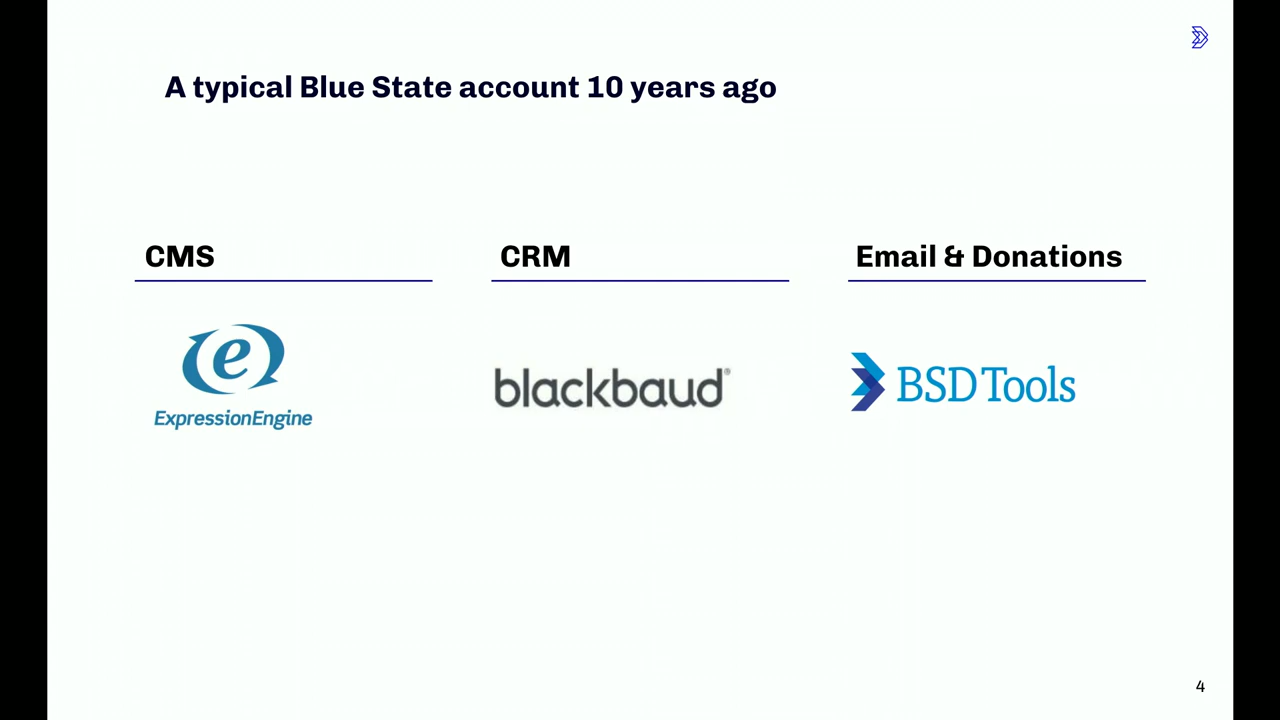 A typical Blue State account 10 years ago
CMS
CRM
Email & Donations
e
ExpressionEngine
blackbaud®
BSD Tools
4